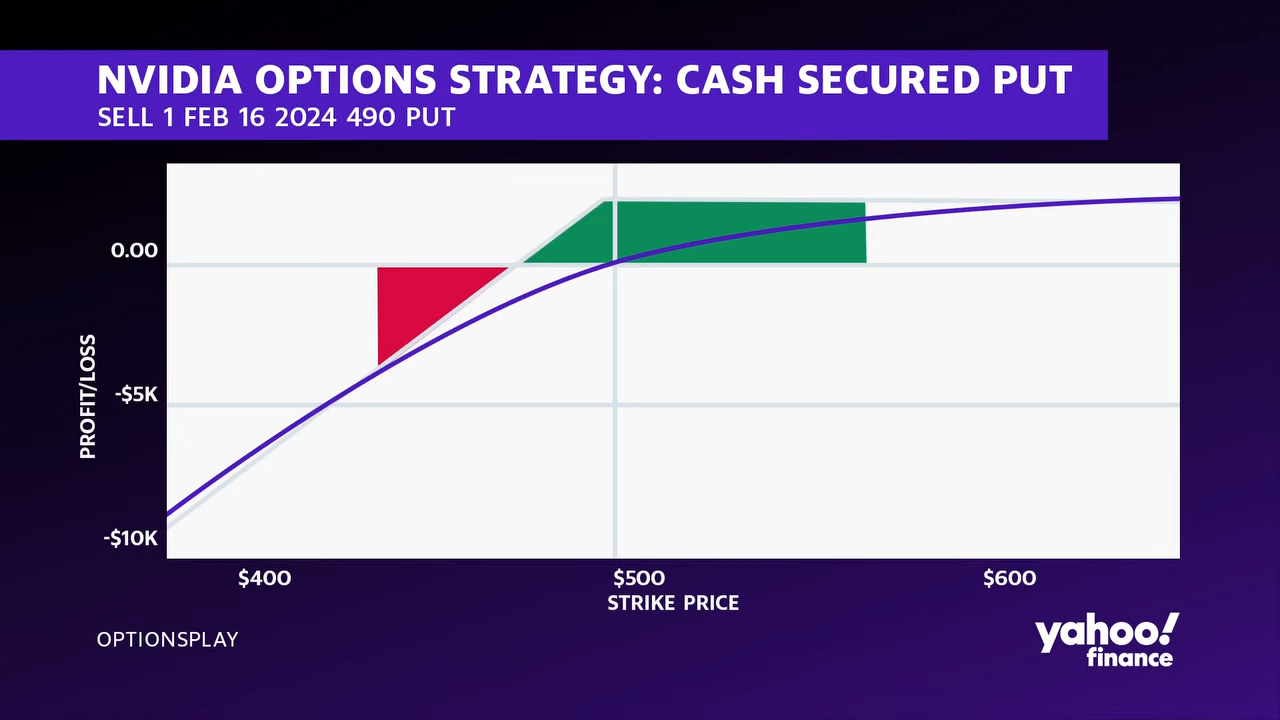 NVIDIA OPTIONS STRATEGY: CASH SECURED PUT
SELL 1 FEB 16 2024 490 PUT
PROFIT/LOSS
0.00
-$5K
-$10K
$400
$500
$600
STRIKE PRICE
OPTIONSPLAY
yahoo!
finance